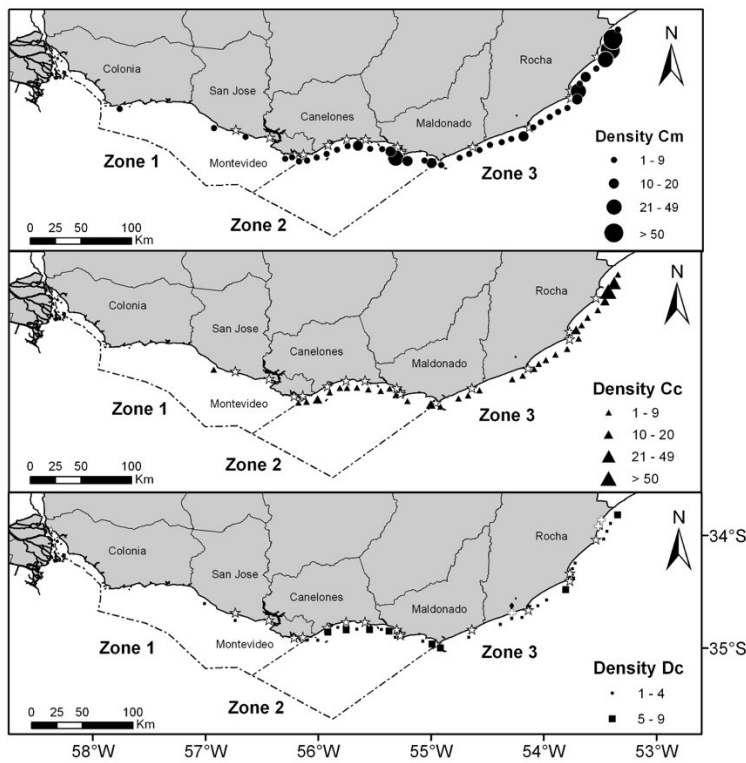 N
Colonia
San Jose
Rocha
Canelones
Maldonado
Montevideo
Zone 1
Zone 2
Zone 3
Density Cm
1 - 9
10 - 20
21 - 49
> 50
0 25 50 100
Km
N
Colonia
San Jose
Rocha
Canelones
Maldonado
Montevideo
Zone 1
Zone 2
Zone 3
Density Cc
1 - 9
10 - 20
21 - 49
> 50
0 25 50 100
Km
N
Colonia
San Jose
Rocha
Canelones
Maldonado
Montevideo
Zone 1
Zone 2
Zone 3
Density Dc
1 - 4
5 - 9
0 25 50 100
Km
34°S
35°S
58°W 57°W 56°W 55°W 54°W 53°W